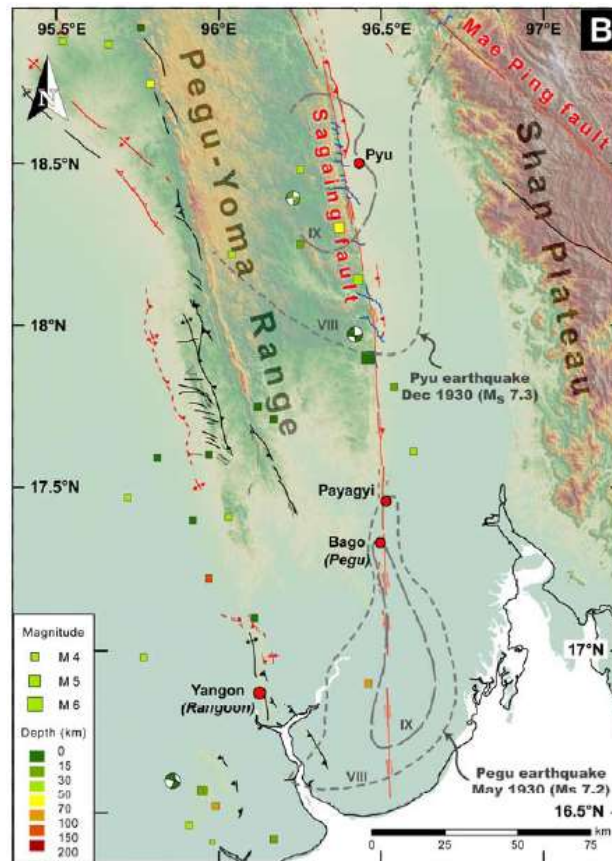 95.5°E
96°E
96.5°E
97°E
B
N
Mae Ping fault
Pegu-Yoma Range
Sagaing fault
Shan Plateau
18.5°N
Pyu
IX
18°N
VIII
Pyu earthquake
Dec 1930 (Ms 7.3)
17.5°N
Payagyi
Bago
(Pegu)
Magnitude
M 4
M 5
M 6
17°N
Yangon
(Rangoon)
IX
VIII
Depth (km)
0
15
30
50
70
100
150
200
Pegu earthquake
May 1930 (Ms 7.2)
16.5°N
0
25
50
75
km